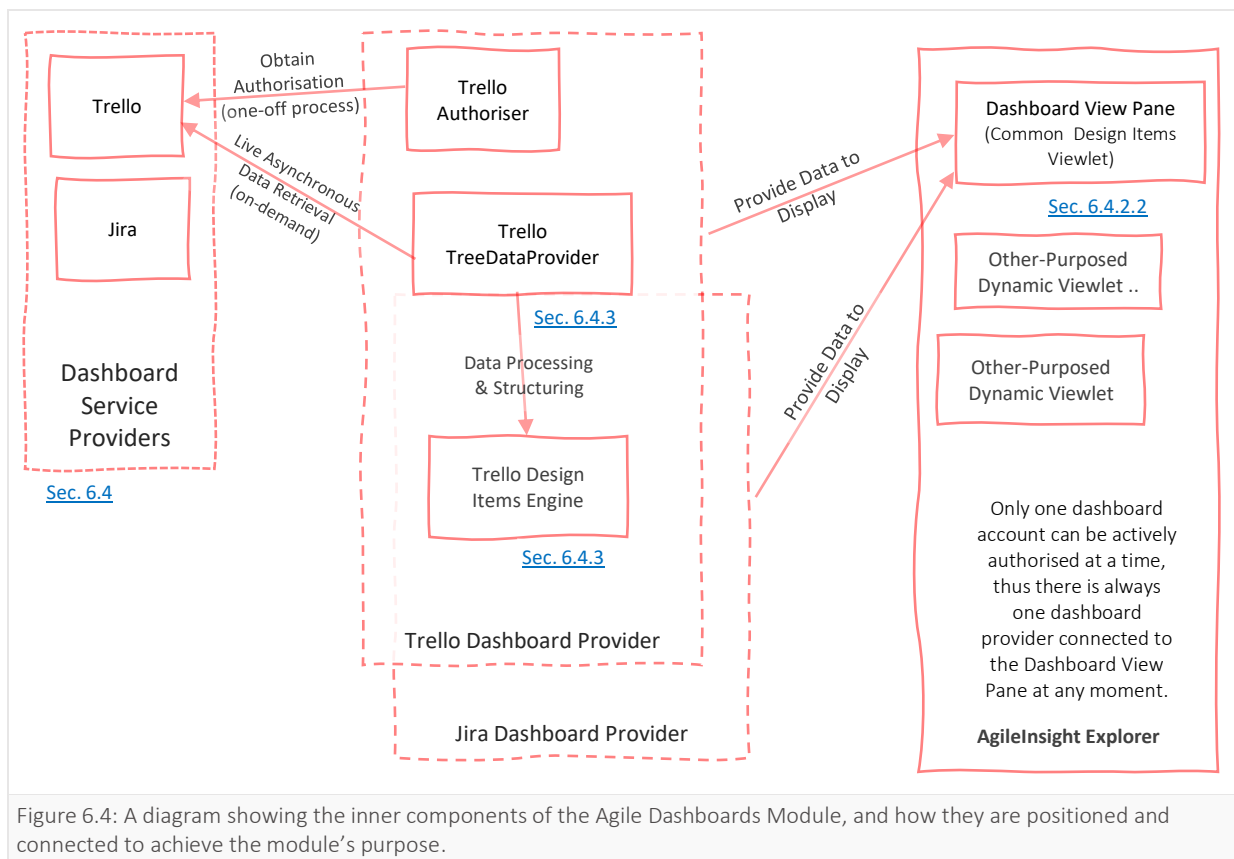 Trello
Jira
Dashboard
Service
Providers
Sec. 6.4
Obtain
Authorisation
(one-off process)
Live Asynchronous
Data Retrieval
(on-demand)
Trello
Authoriser
Trello
TreeDataProvider
Sec. 6.4.3
Data Processing
& Structuring
Trello Design
Items Engine
Sec. 6.4.3
Trello Dashboard Provider
Jira Dashboard Provider
Provide Data to
Display
Provide Data to
Display
Dashboard View Pane
(Common Design Items
Viewlet)
Sec. 6.4.2.2
Other-Purposed
Dynamic Viewlet ..
Other-Purposed
Dynamic Viewlet
Only one dashboard
account can be actively
authorised at a time,
thus there is always
one dashboard
provider connected to
the Dashboard View
Pane at any moment.
AgileInsight Explorer
Figure 6.4: A diagram showing the inner components of the Agile Dashboards Module, and how they are positioned and
connected to achieve the module’s purpose.